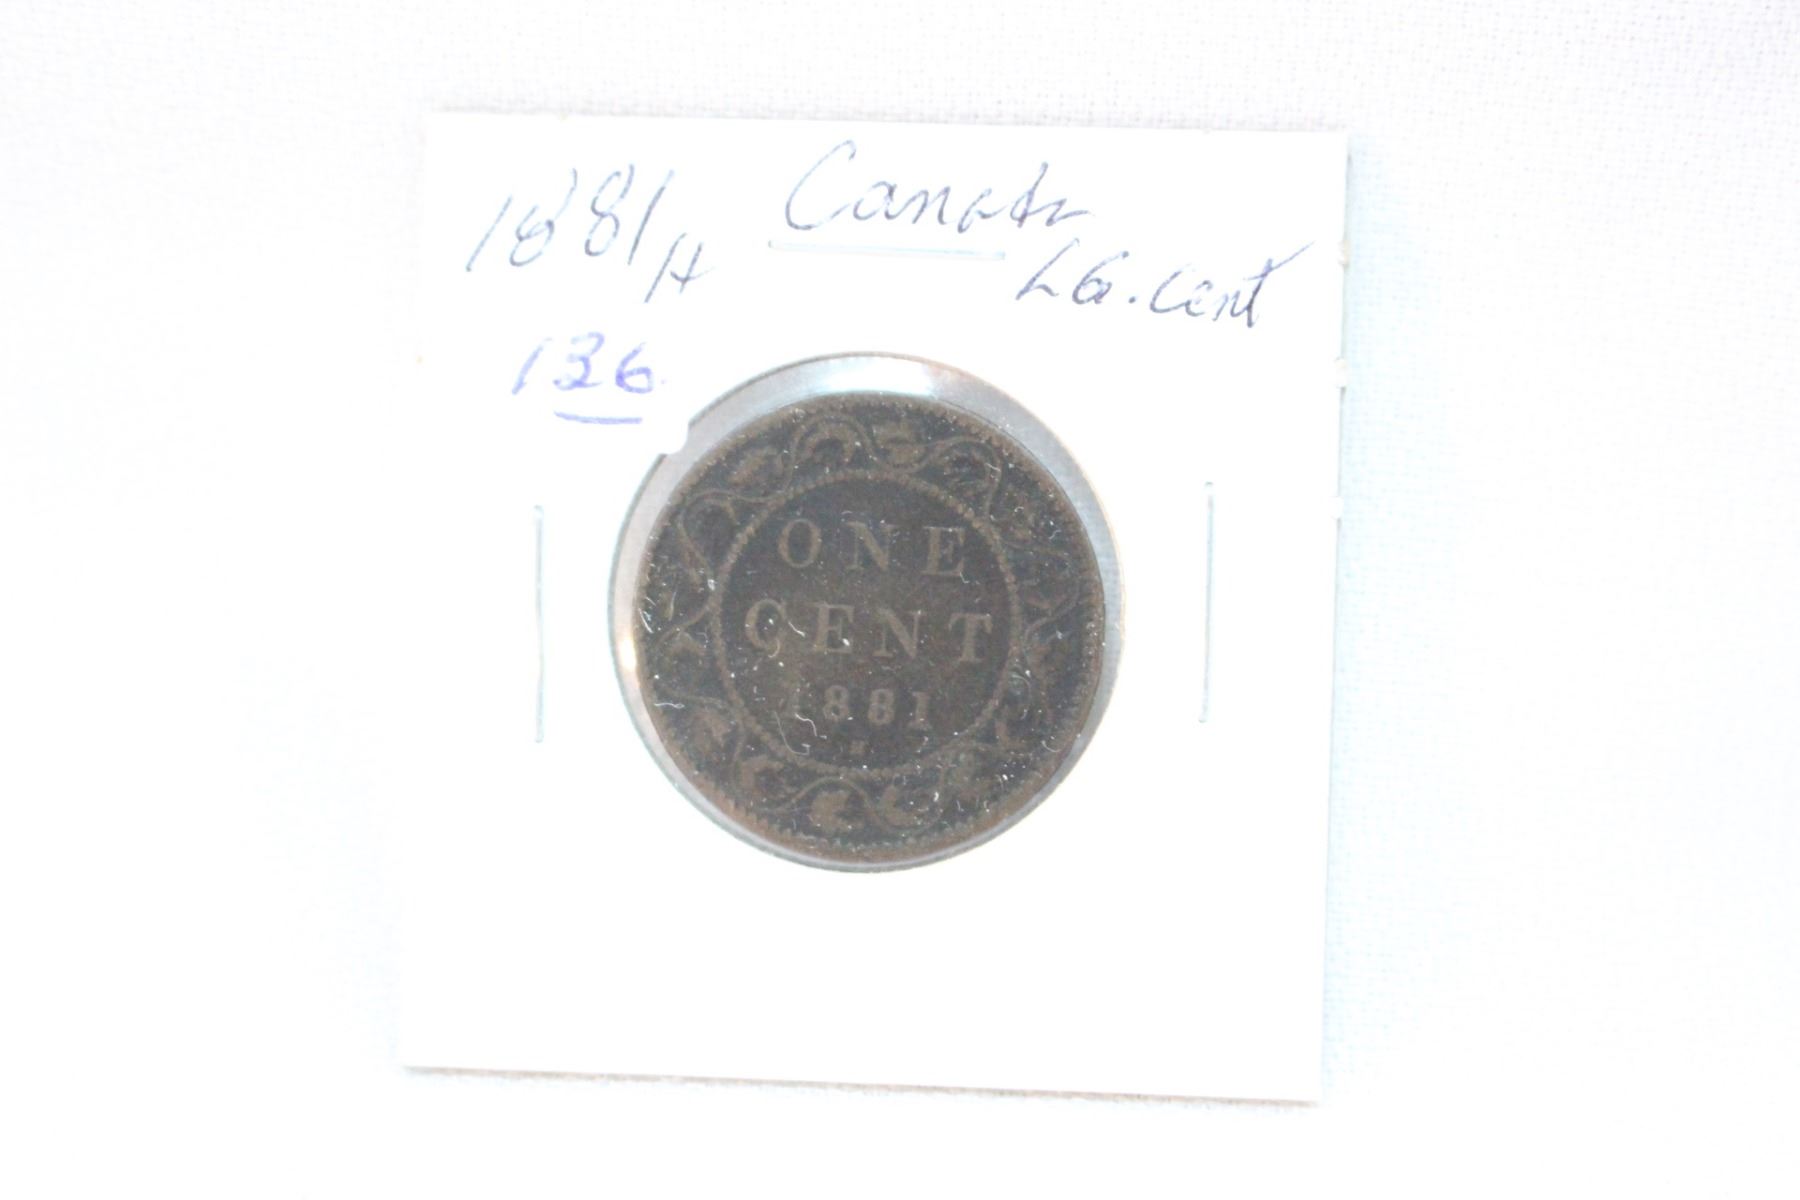 Canada
1881 H
LG. Cent
136
ONE
CENT
1881
H